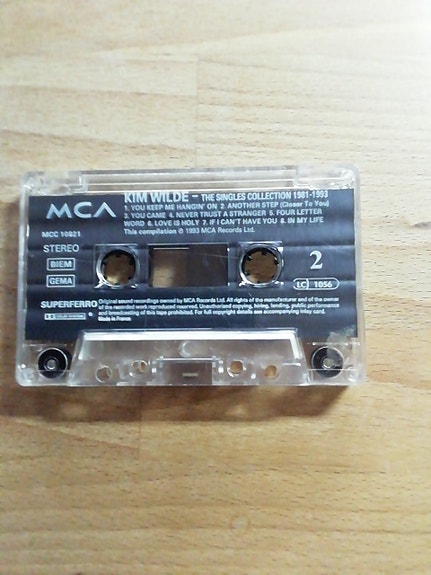 MCA
KIM WILDE – THE SINGLES COLLECTION 1981-1993
1. YOU KEEP ME HANGIN' ON 2. ANOTHER STEP (Closer To You)
3. YOU CAME 4. NEVER TRUST A STRANGER 5. FOUR LETTER
WORD 6. LOVE IS HOLY 7. IF I CAN'T HAVE YOU 8. IN MY LIFE
This compilation ℗ 1993 MCA Records Ltd.
MCC 10921
STEREO
BIEM
GEMA
2
LC 1056
SUPERFERRO
Original sound recordings owned by MCA Records Ltd. All rights of the manufacturer and of the owner
of the recorded work reproduced reserved. Unauthorized copying, hiring, lending, public performance
and broadcasting of this tape prohibited. For full copyright details see accompanying inlay card.
Made in France